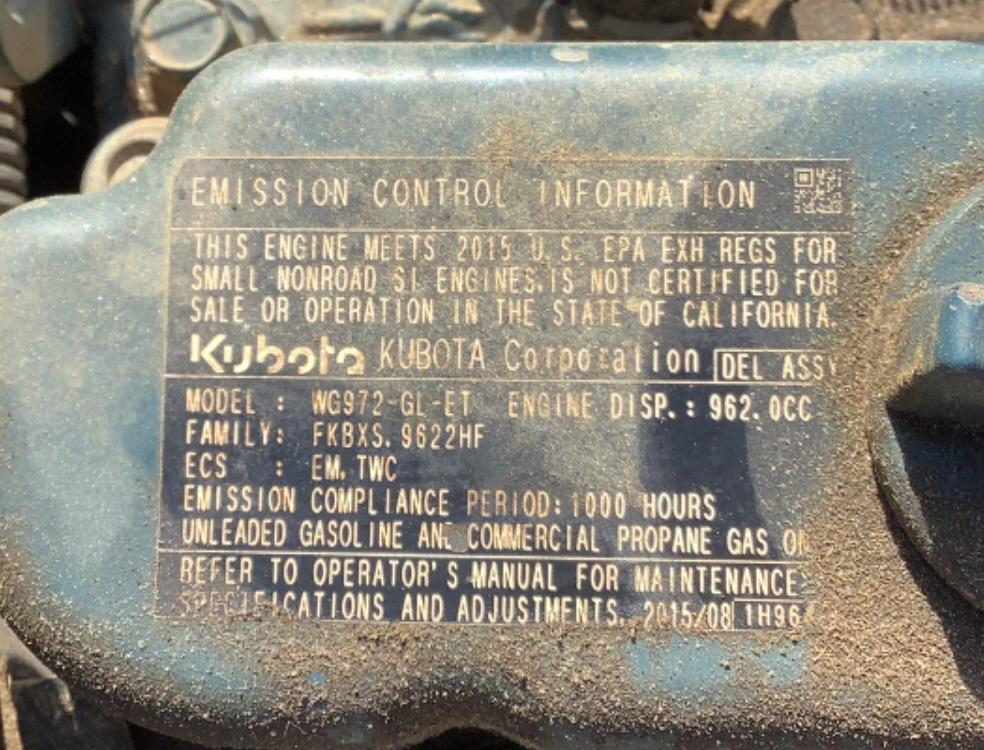 EMISSION CONTROL INFORMATION
THIS ENGINE MEETS 2015 U.S. EPA EXH REGS FOR
SMALL NONROAD SI ENGINES.IS NOT CERTIFIED FOR
SALE OR OPERATION IN THE STATE OF CALIFORNIA.
Kubota KUBOTA Corporation DEL ASSY
MODEL : WG972-GL-ET ENGINE DISP.: 962.0CC
FAMILY: FKBXS.9622HF
ECS : EM.TWC
EMISSION COMPLIANCE PERIOD:1000 HOURS
UNLEADED GASOLINE AND COMMERCIAL PROPANE GAS
REFER TO OPERATOR'S MANUAL FOR MAINTENANCE
SPECIFICATIONS AND ADJUSTMENTS. 2015/08 1H96